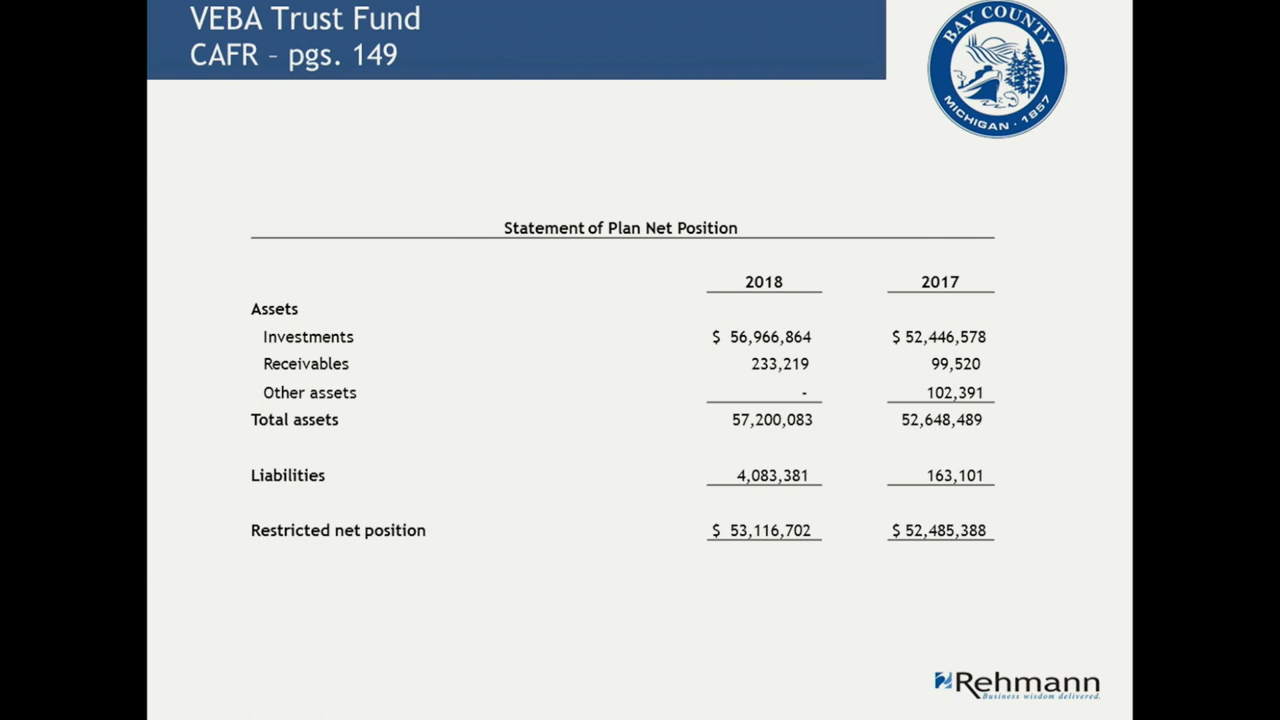 VEBA Trust Fund
CAFR – pgs. 149
BAY COUNTY
MICHIGAN · 1857
Statement of Plan Net Position
2018 2017
Assets
Investments $ 56,966,864 $ 52,446,578
Receivables 233,219 99,520
Other assets - 102,391
Total assets 57,200,083 52,648,489
Liabilities 4,083,381 163,101
Restricted net position $ 53,116,702 $ 52,485,388
Rehmann
Business wisdom delivered.